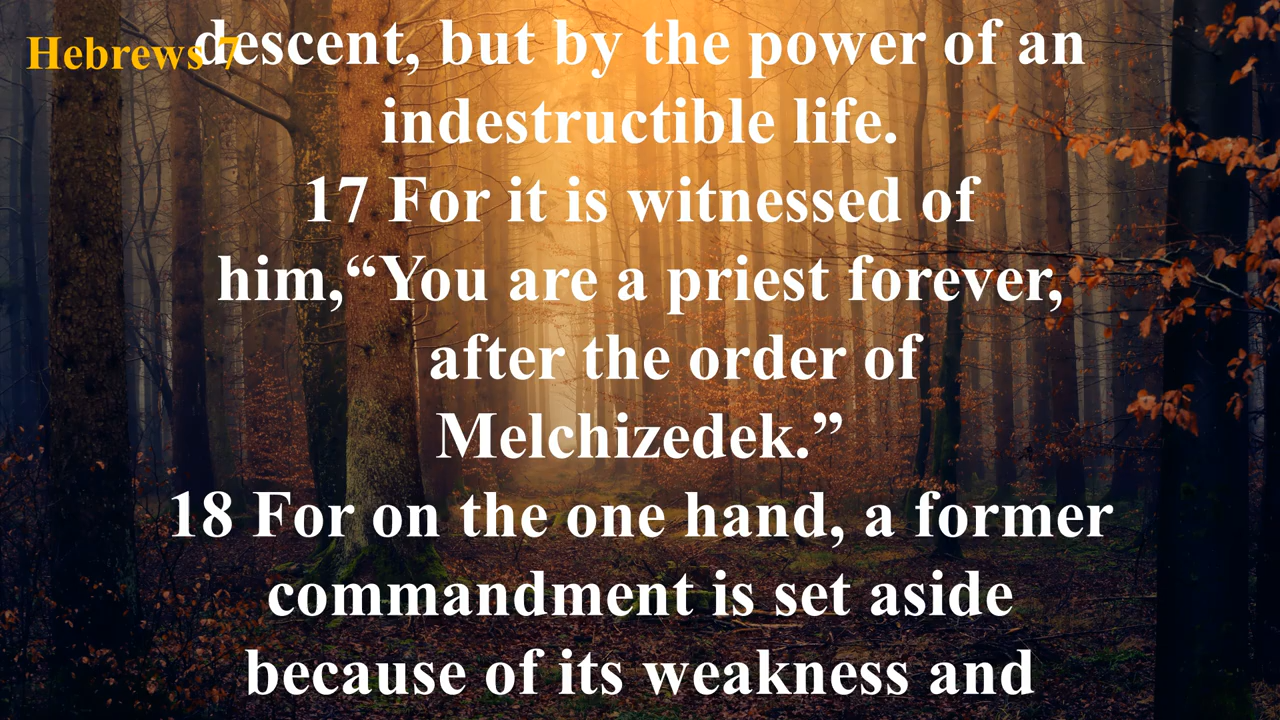 Hebrews 7
descent, but by the power of an
indestructible life.
17 For it is witnessed of
him,“You are a priest forever,
after the order of
Melchizedek.”
18 For on the one hand, a former
commandment is set aside
because of its weakness and